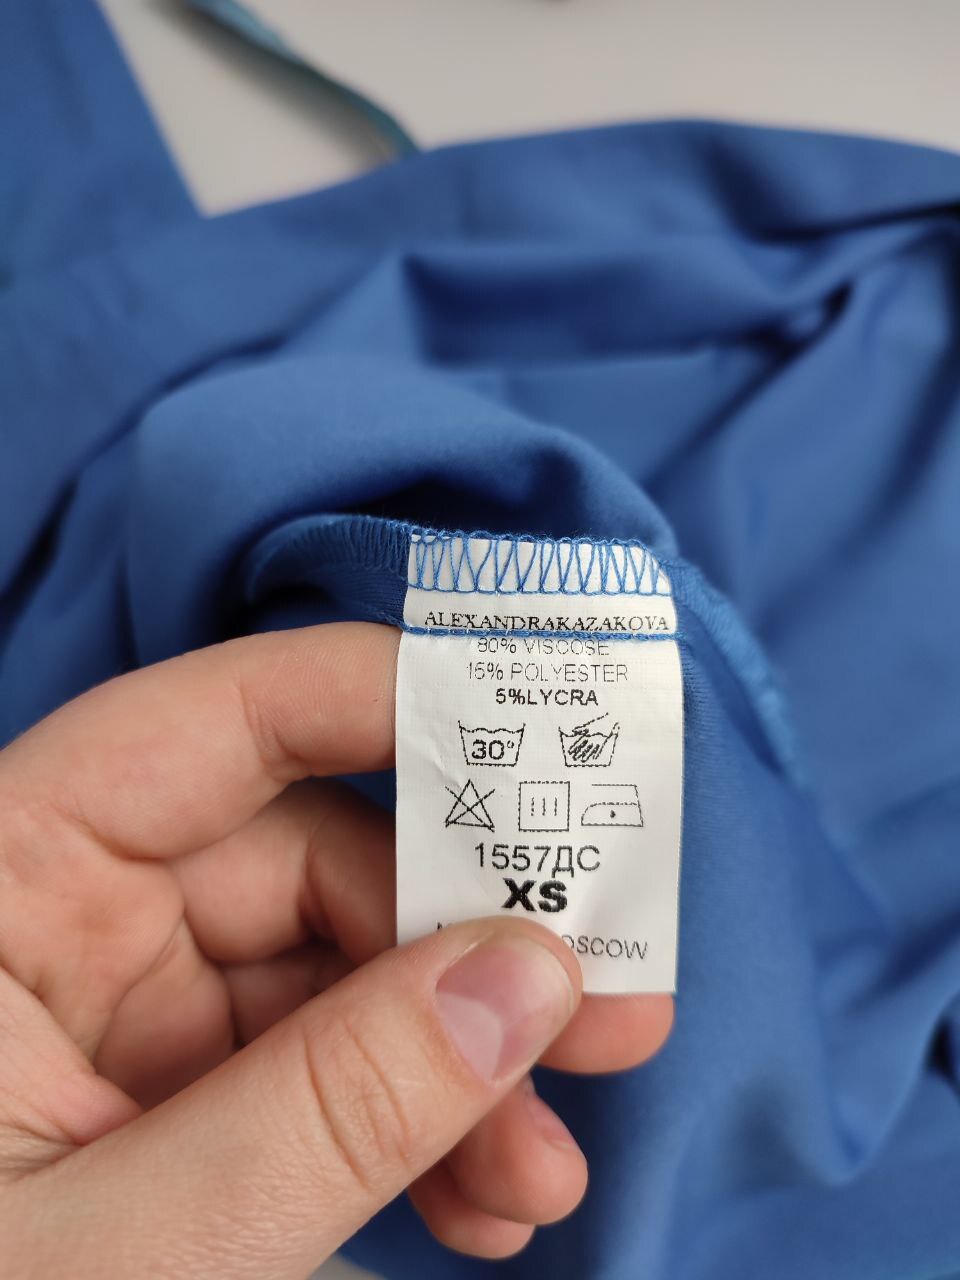 ALEXANDRAKAZAKOVA
80% VISCOSE
15% POLYESTER
5%LYCRA
30°
1557ДС
XS